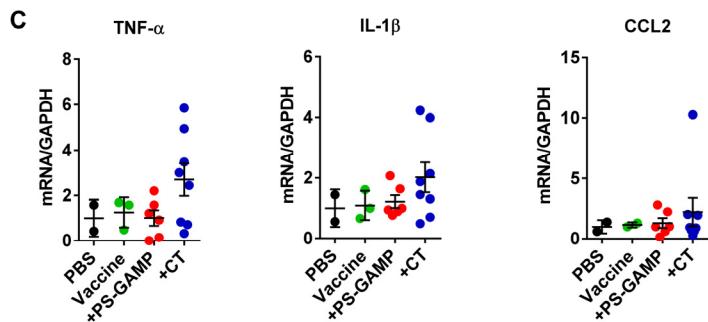 C
TNF-α
mRNA/GAPDH
8
6
4
2
0
PBS
Vaccine
+PS-GAMP
+CT
IL-1β
mRNA/GAPDH
6
4
2
0
PBS
Vaccine
+PS-GAMP
+CT
CCL2
mRNA/GAPDH
15
10
5
0
PBS
Vaccine
+PS-GAMP
+CT